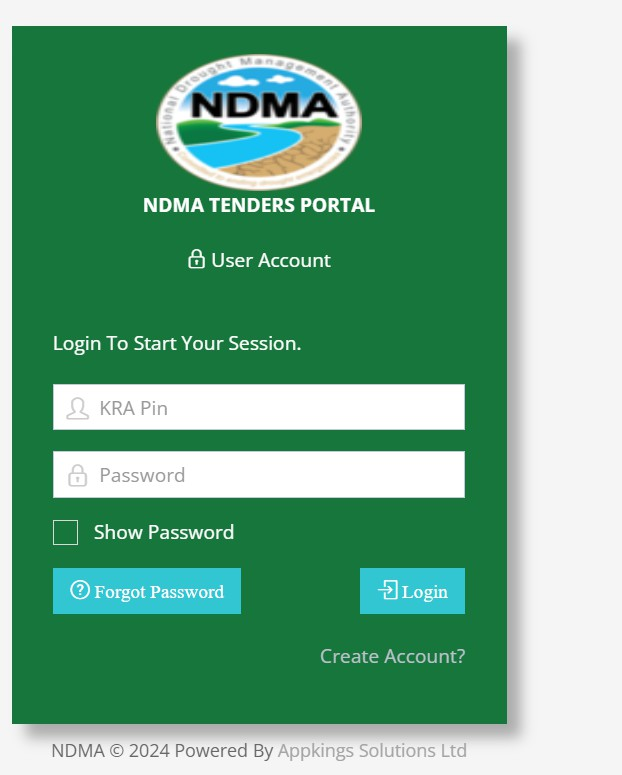 National Drought Management Authority
NDMA
NDMA TENDERS PORTAL
User Account
Login To Start Your Session.
KRA Pin
Password
Show Password
Forgot Password
Login
Create Account?
NDMA © 2024 Powered By Appkings Solutions Ltd